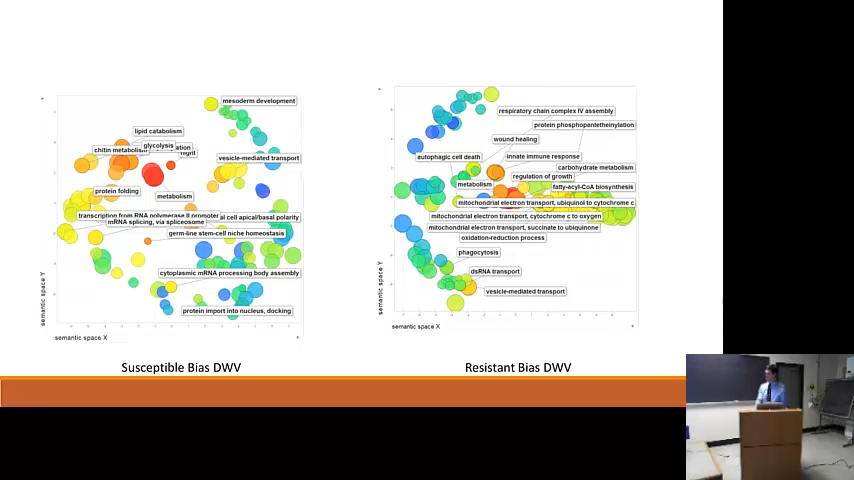 mesoderm development
lipid catabolism
chitin metabolism
glycolysis
metabolism
vesicle-mediated transport
protein folding
transcription from RNA polymerase II promoter
cell apical/basal polarity
mRNA splicing, via spliceosome
germ-line stem-cell niche homeostasis
cytoplasmic mRNA processing body assembly
protein import into nucleus, docking
semantic space Y
semantic space X
Susceptible Bias DWV
respiratory chain complex IV assembly
protein phosphopantetheinylation
wound healing
autophagic cell death
innate immune response
carbohydrate metabolism
regulation of growth
metabolism
fatty-acyl-CoA biosynthesis
mitochondrial electron transport, ubiquinol to cytochrome c
mitochondrial electron transport, cytochrome c to oxygen
mitochondrial electron transport, succinate to ubiquinone
oxidation-reduction process
phagocytosis
dsRNA transport
vesicle-mediated transport
semantic space Y
semantic space X
Resistant Bias DWV